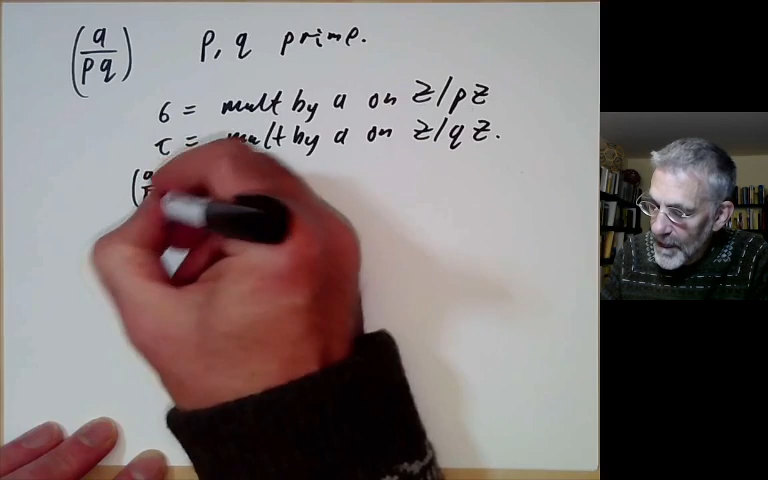 (a/pq) p, q prime.
σ = mult by a on Z/pZ
τ = mult by a on Z/qZ.
(a